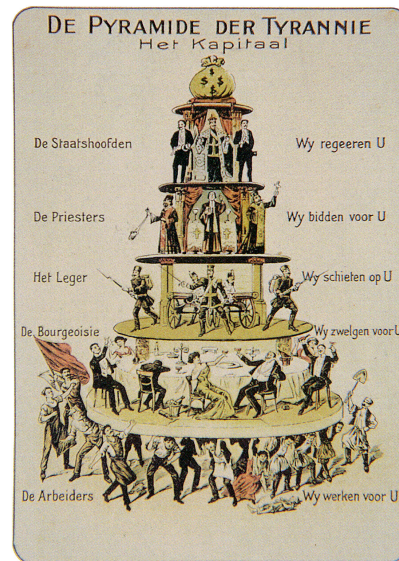 DE PYRAMIDE DER TYRANNIE
Het Kapitaal
$ $ $ $
De Staatshoofden Wy regeeren U
De Priesters Wy bidden voor U
Het Leger Wy schieten op U
De Bourgeoisie Wy zwelgen voor U
De Arbeiders Wy werken voor U